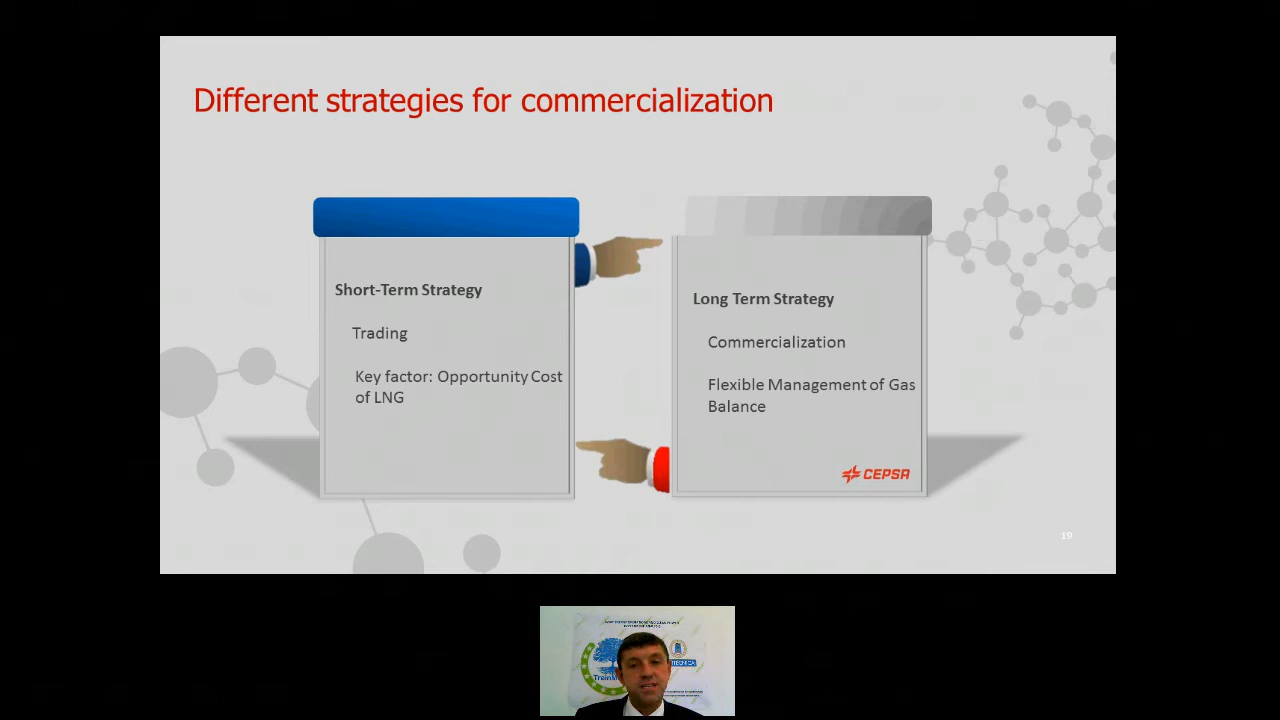 Different strategies for commercialization
Short-Term Strategy
Trading
Key factor: Opportunity Cost
of LNG
Long Term Strategy
Commercialization
Flexible Management of Gas
Balance
CEPSA
19